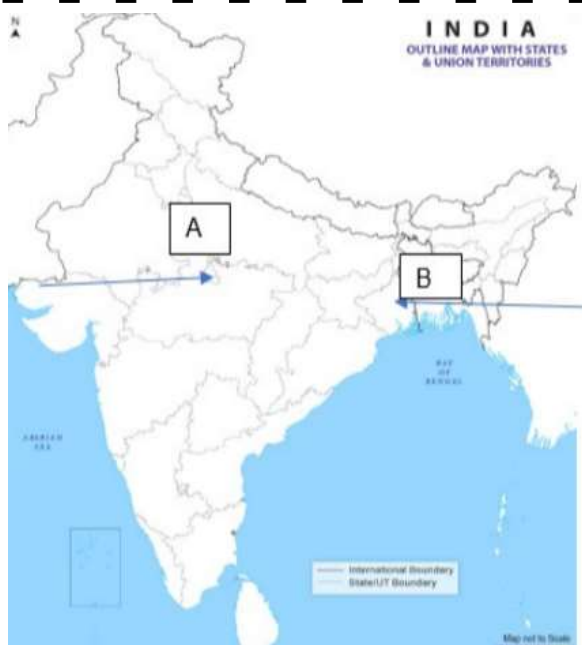 N
INDIA
OUTLINE MAP WITH STATES
& UNION TERRITORIES
A
B
BAY
OF
BENGAL
ARABIAN
SEA
International Boundary
State/UT Boundary
Map not to Scale